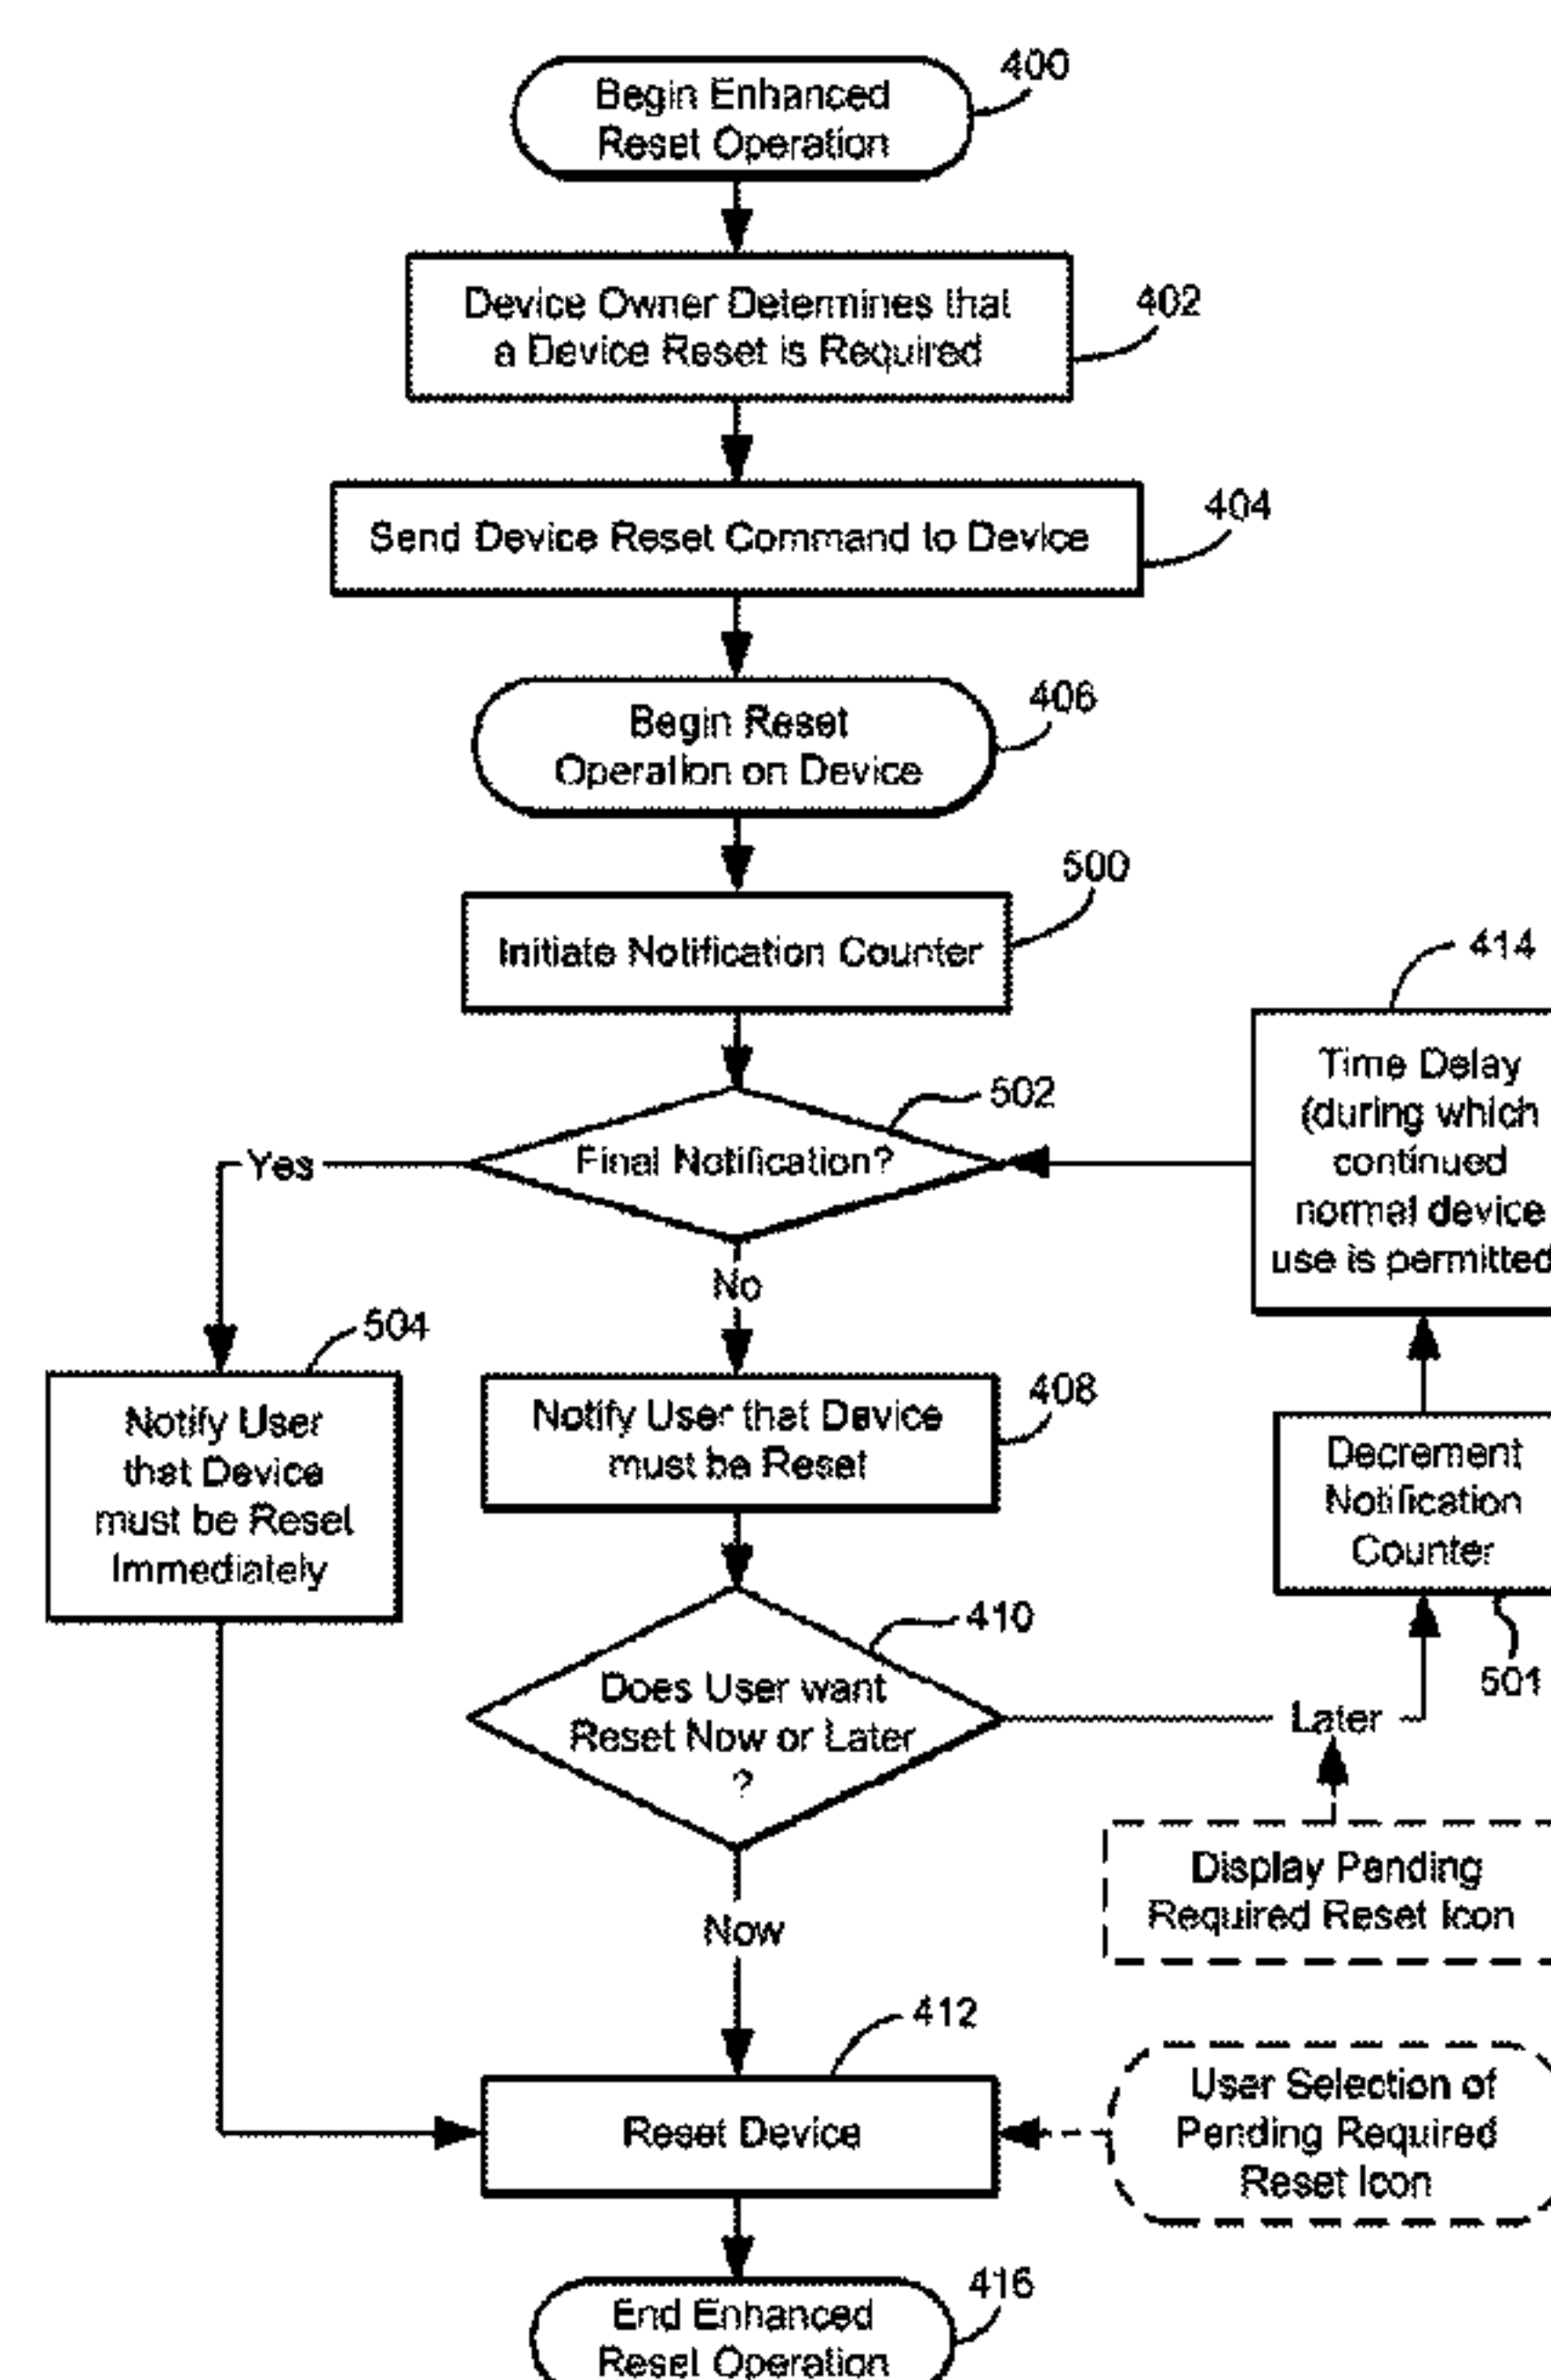 400
Begin Enhanced
Reset Operation
Device Owner Determines that
a Device Reset is Required
402
Send Device Reset Command to Device
404
Begin Reset
Operation on Device
406
Initiate Notification Counter
500
414
Time Delay
(during which
continued
normal device
use is permitted
502
Final Notification?
Yes
No
504
Notify User
that Device
must be Reset
Immediately
Notify User that Device
must be Reset
408
Decrement
Notification
Counter
501
410
Does User want
Reset Now or Later
?
Later
Now
Display Pending
Required Reset Icon
412
Reset Device
User Selection of
Pending Required
Reset Icon
416
End Enhanced
Reset Operation